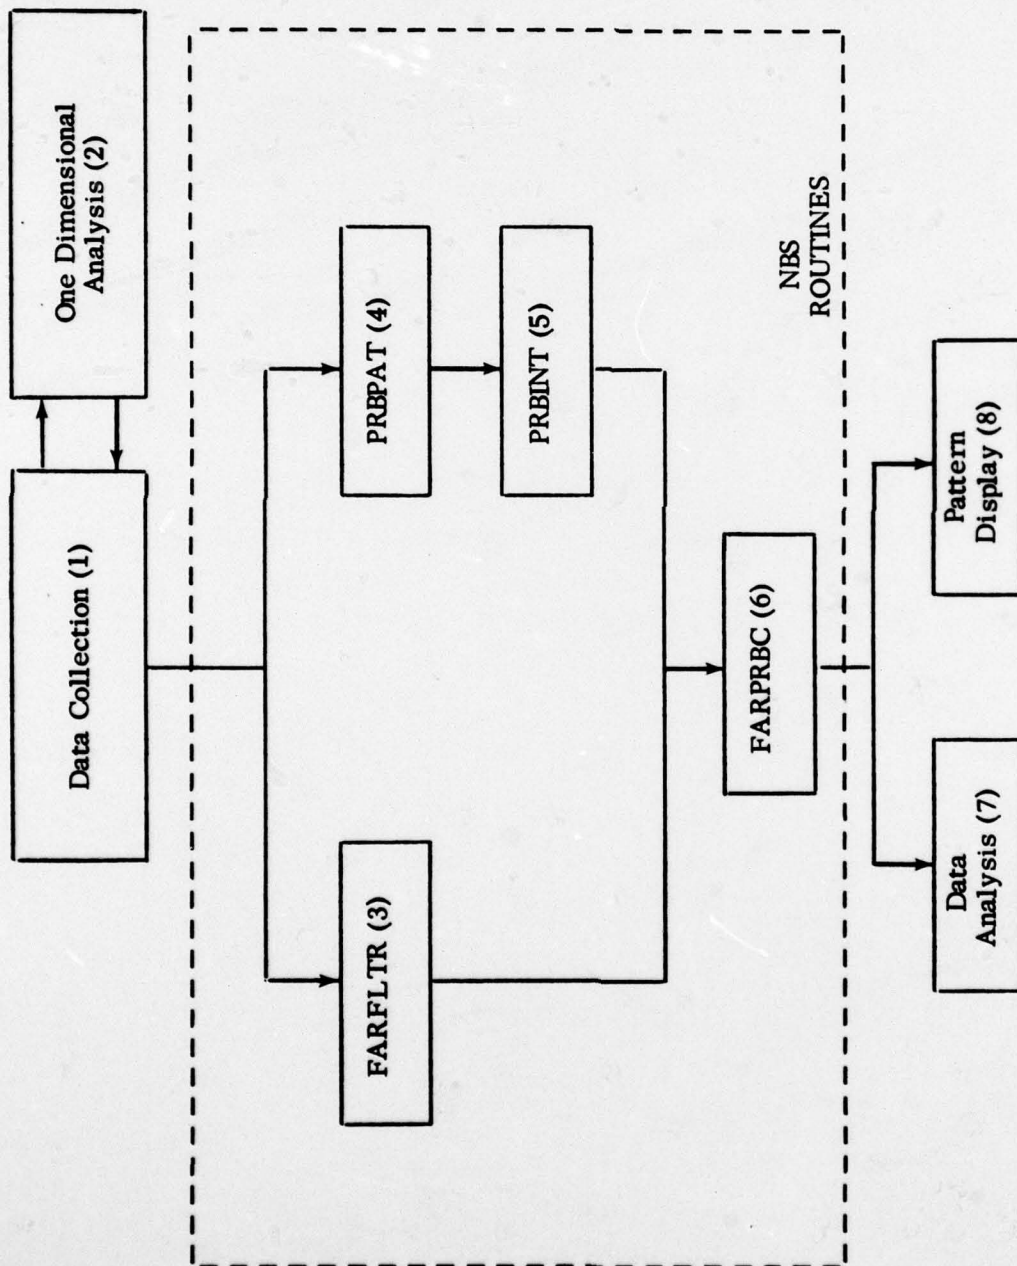 Data Collection (1)
One Dimensional
Analysis (2)
FARFLTR (3)
PRBPAT (4)
PRBINT (5)
FARPRBC (6)
NBS
ROUTINES
Data
Analysis (7)
Pattern
Display (8)